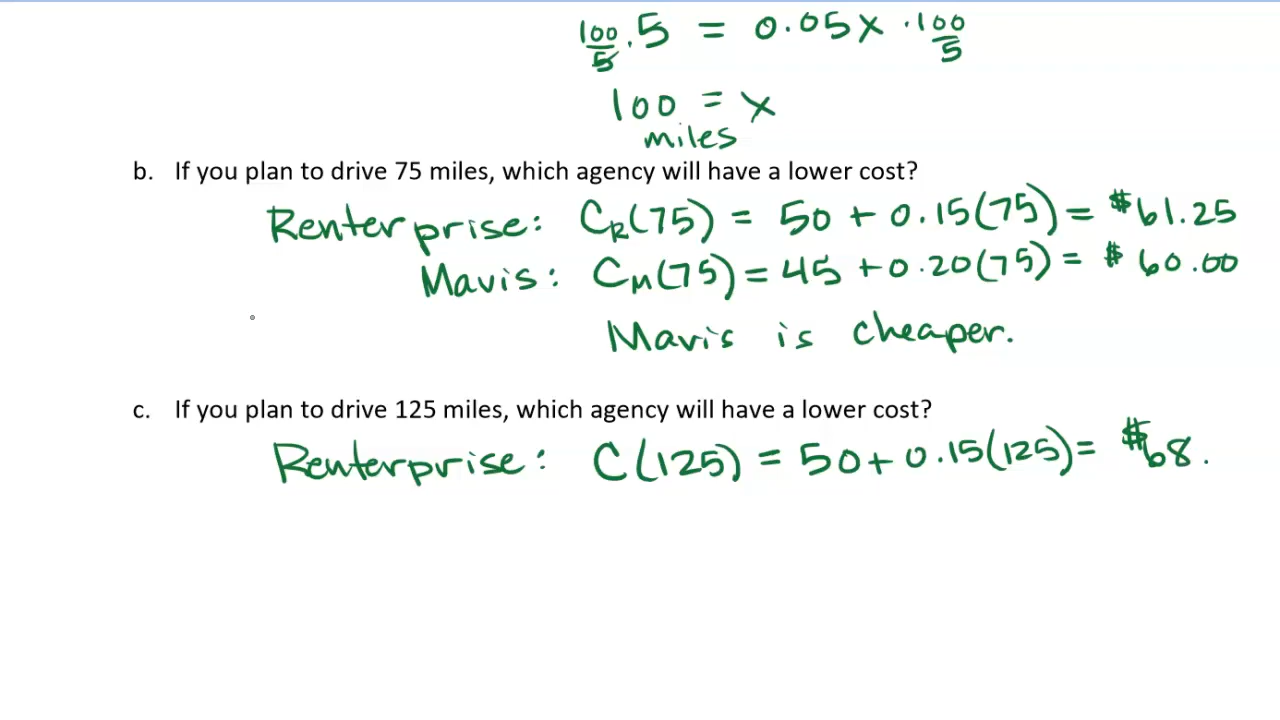 100/5 · 5 = 0.05x · 100/5
100 = x
miles
b. If you plan to drive 75 miles, which agency will have a lower cost?
Renterprise: C_R(75) = 50 + 0.15(75) = $61.25
Mavis: C_M(75) = 45 + 0.20(75) = $60.00
Mavis is cheaper.
c. If you plan to drive 125 miles, which agency will have a lower cost?
Renterprise: C(125) = 50 + 0.15(125) = $68.